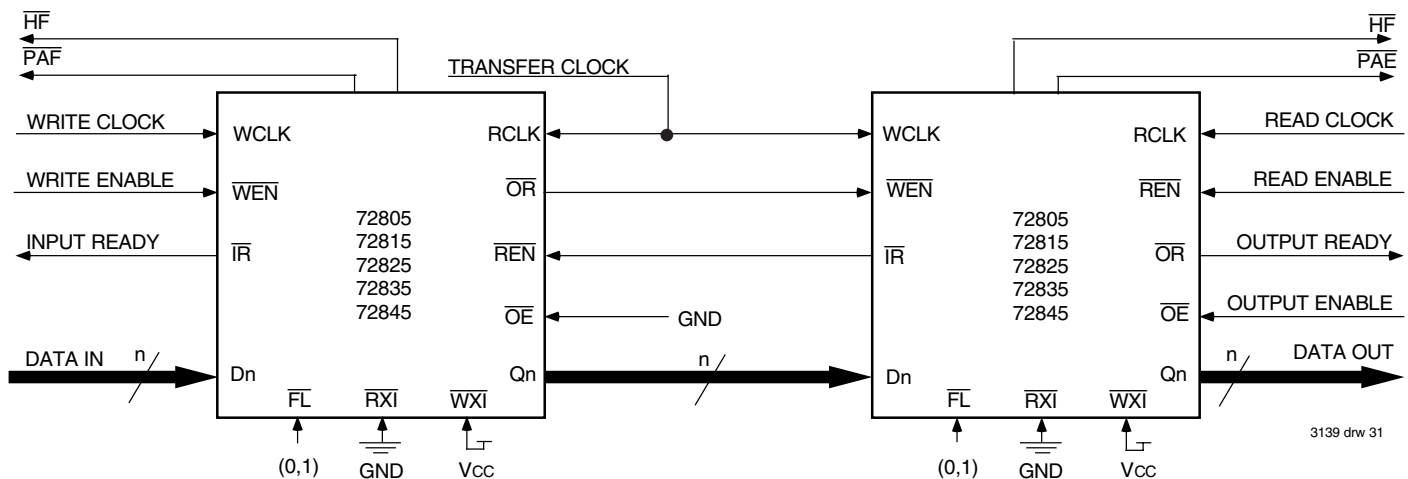 HF
HF
PAF
PAE
TRANSFER CLOCK
WRITE CLOCK
WCLK
RCLK
WCLK
RCLK
READ CLOCK
WRITE ENABLE
WEN
OR
WEN
REN
READ ENABLE
72805
72815
72825
72835
72845
72805
72815
72825
72835
72845
INPUT READY
IR
REN
IR
OR
OUTPUT READY
OE
GND
OE
OUTPUT ENABLE
DATA IN
n
n
n
DATA OUT
Dn
Qn
Dn
Qn
FL
RXI
WXI
FL
RXI
WXI
3139 drw 31
(0,1)
GND
VCC
(0,1)
GND
VCC